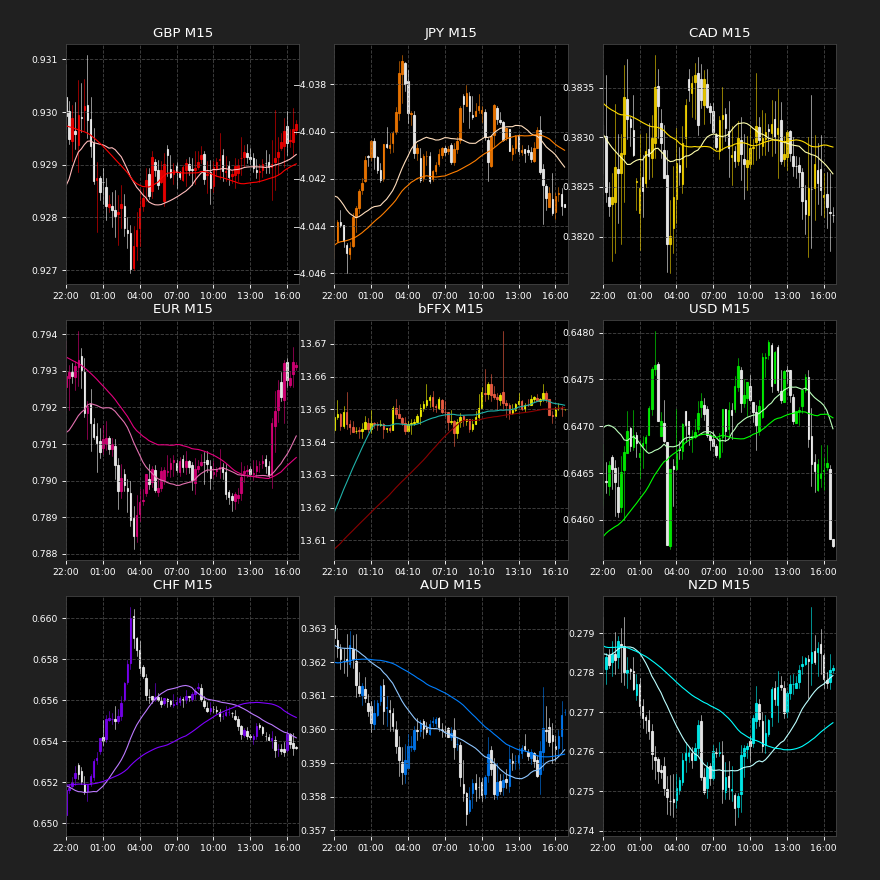 GBP M15
JPY M15
CAD M15
0.931
0.930
0.929
0.928
0.927
22:00 01:00 04:00 07:00 10:00 13:00 16:00
−4.038
−4.040
−4.042
−4.044
−4.046
22:00 01:00 04:00 07:00 10:00 13:00 16:00
0.3835
0.3830
0.3825
0.3820
22:00 01:00 04:00 07:00 10:00 13:00 16:00
EUR M15
bFFX M15
USD M15
0.794
0.793
0.792
0.791
0.790
0.789
0.788
22:00 01:00 04:00 07:00 10:00 13:00 16:00
13.67
13.66
13.65
13.64
13.63
13.62
13.61
22:10 01:10 04:10 07:10 10:10 13:10 16:10
0.6480
0.6475
0.6470
0.6465
0.6460
22:00 01:00 04:00 07:00 10:00 13:00 16:00
CHF M15
AUD M15
NZD M15
0.660
0.658
0.656
0.654
0.652
0.650
22:00 01:00 04:00 07:00 10:00 13:00 16:00
0.363
0.362
0.361
0.360
0.359
0.358
0.357
22:00 01:00 04:00 07:00 10:00 13:00 16:00
0.279
0.278
0.277
0.276
0.275
0.274
22:00 01:00 04:00 07:00 10:00 13:00 16:00